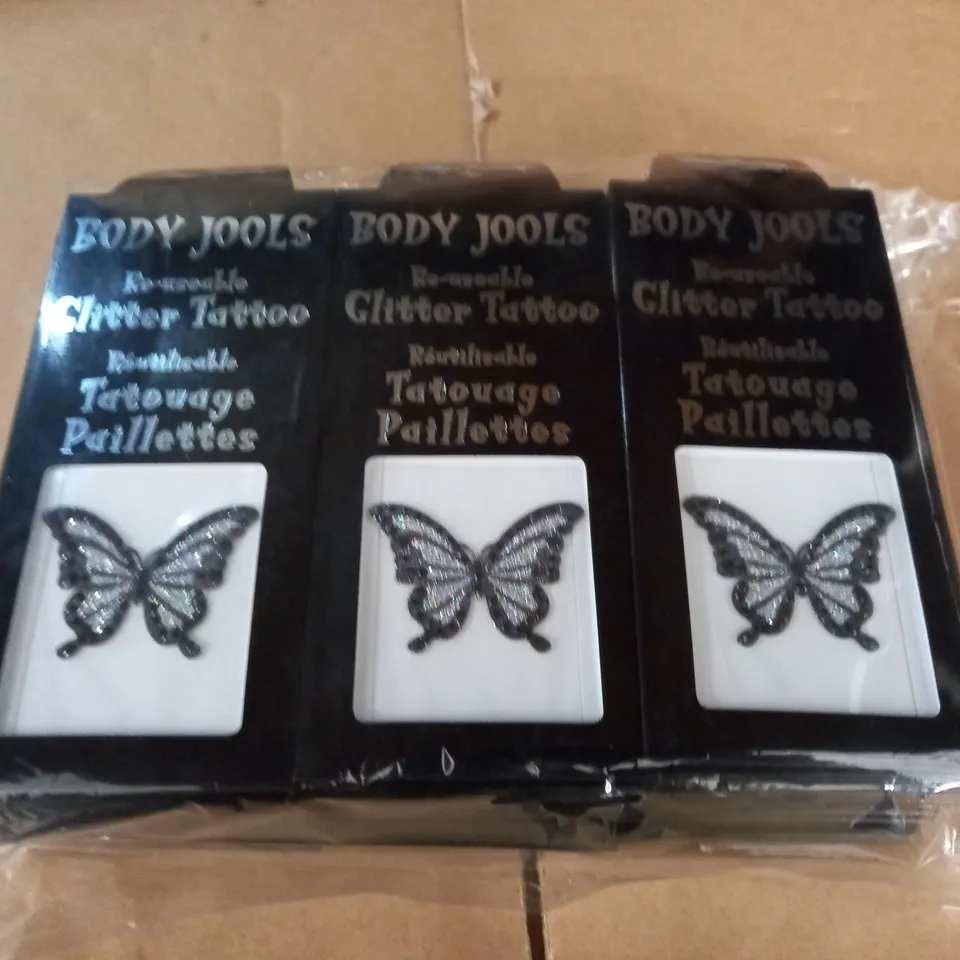 BODY JOOLS
Re-useable
Glitter Tattoo
Réutilisable
Tatouage
Paillettes
BODY JOOLS
Re-useable
Glitter Tattoo
Réutilisable
Tatouage
Paillettes
BODY JOOLS
Re-useable
Glitter Tattoo
Réutilisable
Tatouage
Paillettes